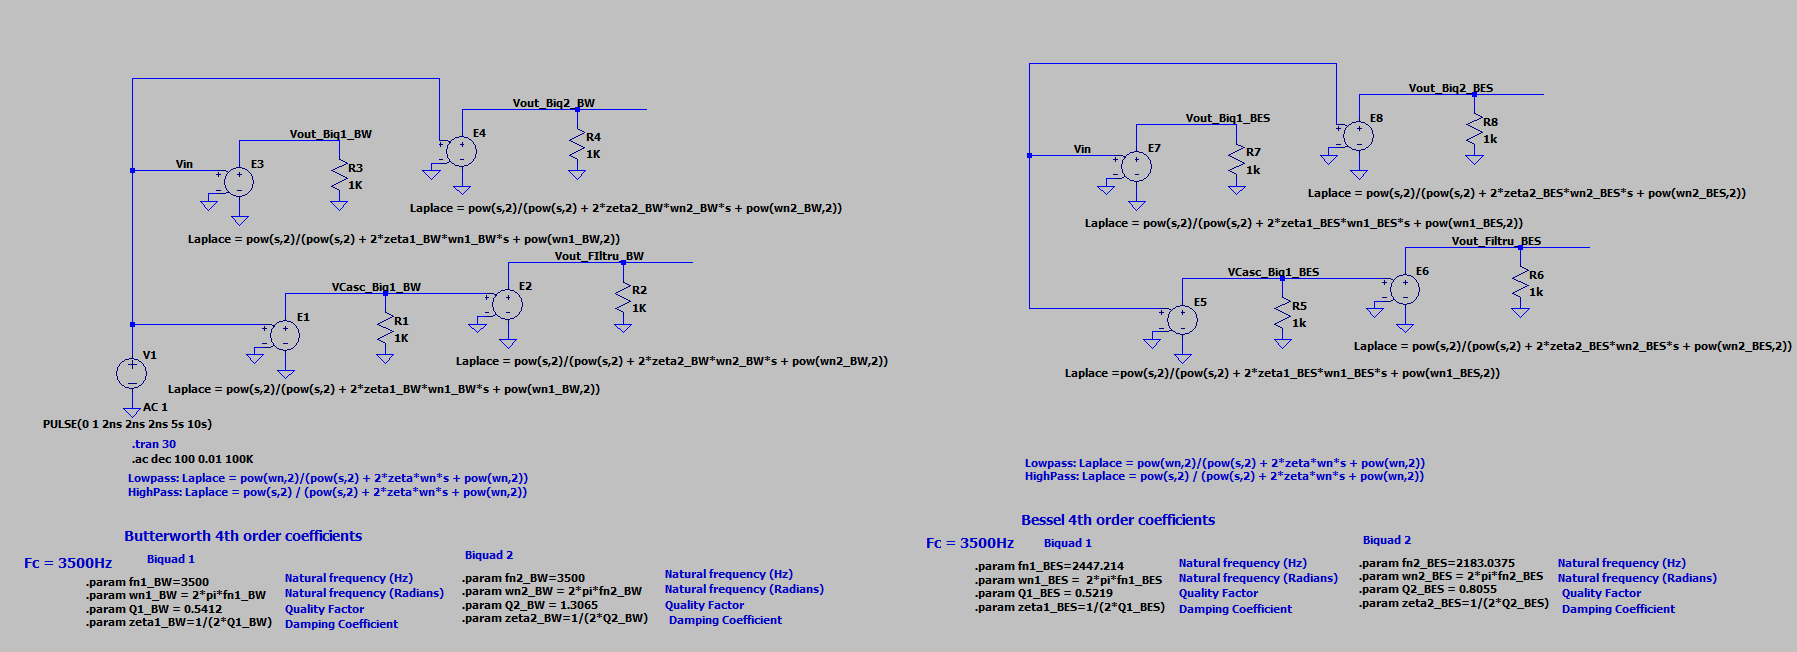 Vout_Biq2_BW
E4
R4
1K
Vout_Biq1_BW
Vin
E3
R3
1K
Laplace = pow(s,2)/(pow(s,2) + 2*zeta2_BW*wn2_BW*s + pow(wn2_BW,2))
Laplace = pow(s,2)/(pow(s,2) + 2*zeta1_BW*wn1_BW*s + pow(wn1_BW,2))
Vout_FIltru_BW
VCasc_Biq1_BW
E2
R2
1K
E1
R1
1K
V1
Laplace = pow(s,2)/(pow(s,2) + 2*zeta2_BW*wn2_BW*s + pow(wn2_BW,2))
Laplace = pow(s,2)/(pow(s,2) + 2*zeta1_BW*wn1_BW*s + pow(wn1_BW,2))
AC 1
PULSE(0 1 2ns 2ns 2ns 5s 10s)
.tran 30
.ac dec 100 0.01 100K
Lowpass: Laplace = pow(wn,2)/(pow(s,2) + 2*zeta*wn*s + pow(wn,2))
HighPass: Laplace = pow(s,2) / (pow(s,2) + 2*zeta*wn*s + pow(wn,2))
Butterworth 4th order coefficients
Fc = 3500Hz
Biquad 1
.param fn1_BW=3500
.param wn1_BW = 2*pi*fn1_BW
.param Q1_BW = 0.5412
.param zeta1_BW=1/(2*Q1_BW)
Natural frequency (Hz)
Natural frequency (Radans)
Quality Factor
Damping Coefficient
Biquad 2
.param fn2_BW=3500
.param wn2_BW = 2*pi*fn2_BW
.param Q2_BW = 1.3065
.param zeta2_BW=1/(2*Q2_BW)
Natural frequency (Hz)
Natural frequency (Radans)
Quality Factor
Damping Coefficient
Vout_Biq2_BES
E8
R8
1k
Vout_Biq1_BES
Vin
E7
R7
1k
Laplace = pow(s,2)/(pow(s,2) + 2*zeta2_BES*wn2_BES*s + pow(wn2_BES,2))
Laplace = pow(s,2)/(pow(s,2) + 2*zeta1_BES*wn1_BES*s + pow(wn1_BES,2))
Vout_Filtru_BES
VCasc_Biq1_BES
E6
R6
1k
E5
R5
1k
Laplace = pow(s,2)/(pow(s,2) + 2*zeta2_BES*wn2_BES*s + pow(wn2_BES,2))
Laplace =pow(s,2)/(pow(s,2) + 2*zeta1_BES*wn1_BES*s + pow(wn1_BES,2))
Lowpass: Laplace = pow(wn,2)/(pow(s,2) + 2*zeta*wn*s + pow(wn,2))
HighPass: Laplace = pow(s,2) / (pow(s,2) + 2*zeta*wn*s + pow(wn,2))
Bessel 4th order coefficients
Fc = 3500Hz
Biquad 1
.param fn1_BES=2447.214
.param wn1_BES =  2*pi*fn1_BES
.param Q1_BES = 0.5219
.param zeta1_BES=1/(2*Q1_BES)
Natural frequency (Hz)
Natural frequency (Radans)
Quality Factor
Damping Coefficient
Biquad 2
.param fn2_BES=2183.0375
.param wn2_BES = 2*pi*fn2_BES
.param Q2_BES = 0.8055
.param zeta2_BES=1/(2*Q2_BES)
Natural frequency (Hz)
Natural frequency (Radans)
Quality Factor
Damping Coefficient